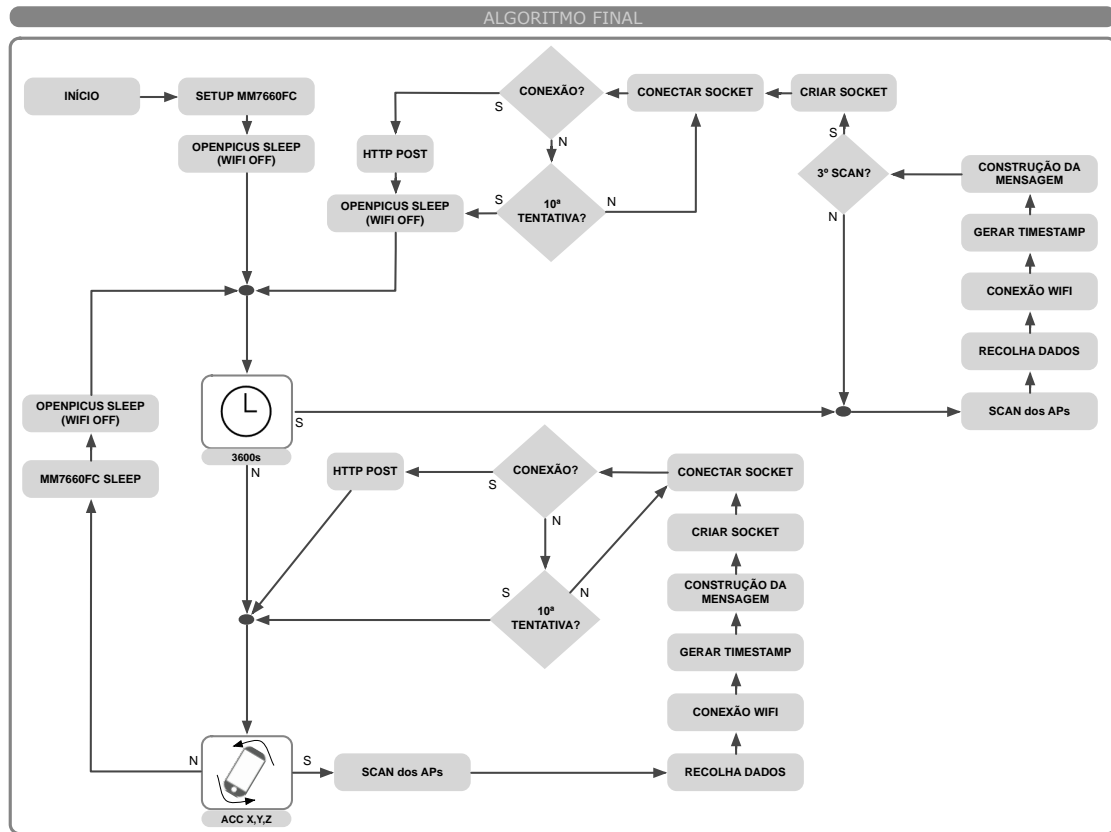 ALGORITMO FINAL
INÍCIO
SETUP MM7660FC
OPENPICUS SLEEP
(WIFI OFF)
CONEXÃO?
S
N
CONECTAR SOCKET
CRIAR SOCKET
S
3º SCAN?
N
HTTP POST
OPENPICUS SLEEP
(WIFI OFF)
S
10ª
TENTATIVA?
N
CONSTRUÇÃO DA
MENSAGEM
GERAR TIMESTAMP
CONEXÃO WIFI
RECOLHA DADOS
SCAN dos APs
OPENPICUS SLEEP
(WIFI OFF)
MM7660FC SLEEP
S
3600s
N
HTTP POST
CONEXÃO?
S
N
CONECTAR SOCKET
CRIAR SOCKET
CONSTRUÇÃO DA
MENSAGEM
S
N
10ª
TENTATIVA?
GERAR TIMESTAMP
CONEXÃO WIFI
RECOLHA DADOS
N
S
SCAN dos APs
ACC X,Y,Z